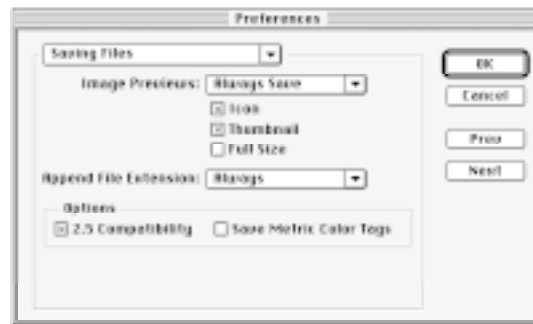 Preferences
Saving Files
OK
Image Previews: Always Save
Cancel
Icon
Thumbnail
Prev
Full Size
Next
Append File Extension: Always
Options
2.5 Compatibility Save Metric Color Tags